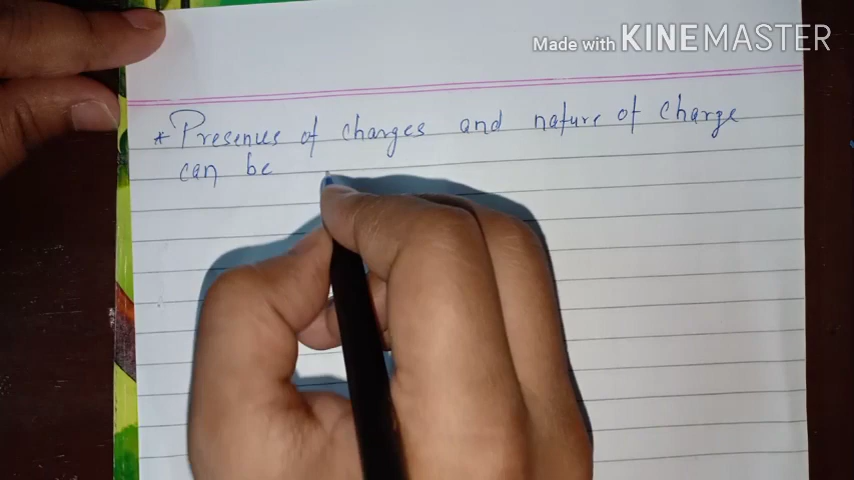 Made with KINEMASTER
* Presenus of charges and nature of charge
can be